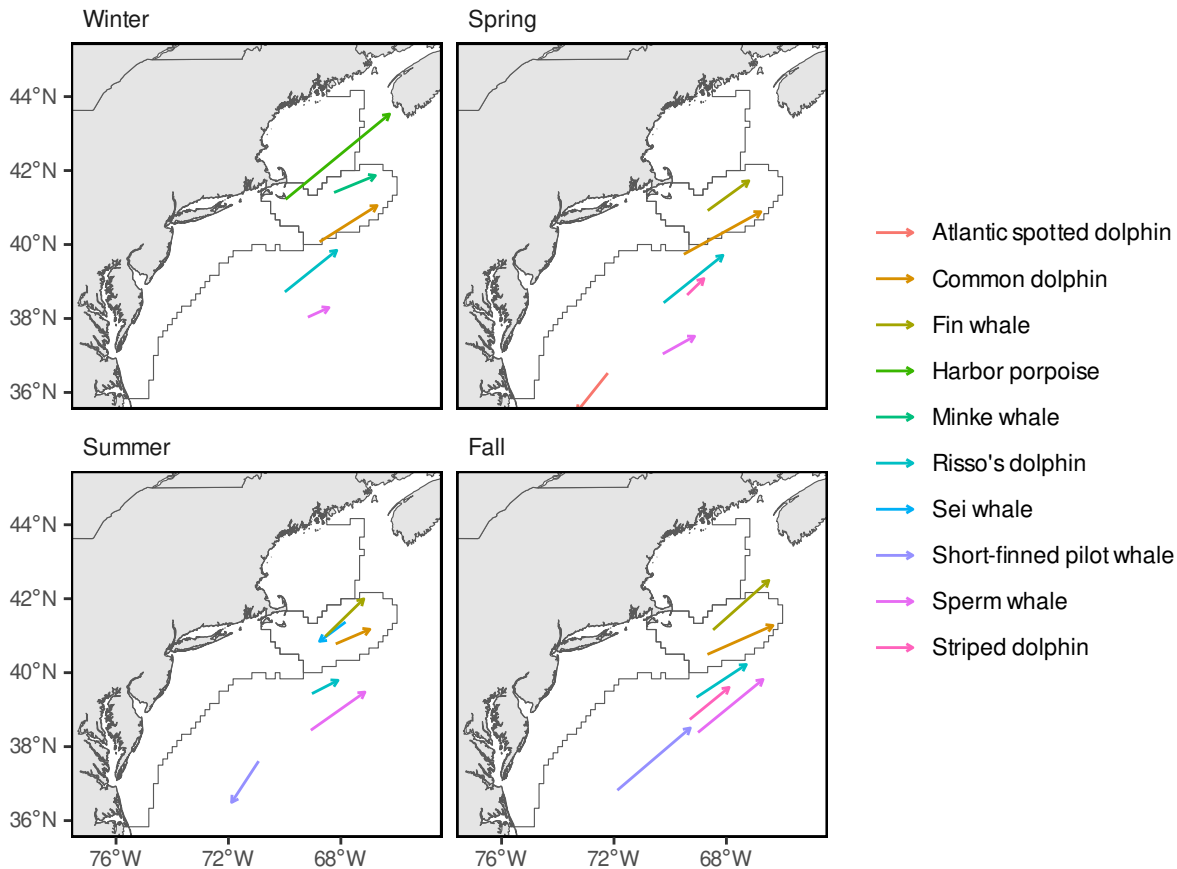 Winter
Spring
44°N
42°N
40°N
38°N
36°N
Summer
Fall
44°N
42°N
40°N
38°N
36°N
76°W
72°W
68°W
76°W
72°W
68°W
Atlantic spotted dolphin
Common dolphin
Fin whale
Harbor porpoise
Minke whale
Risso's dolphin
Sei whale
Short-finned pilot whale
Sperm whale
Striped dolphin